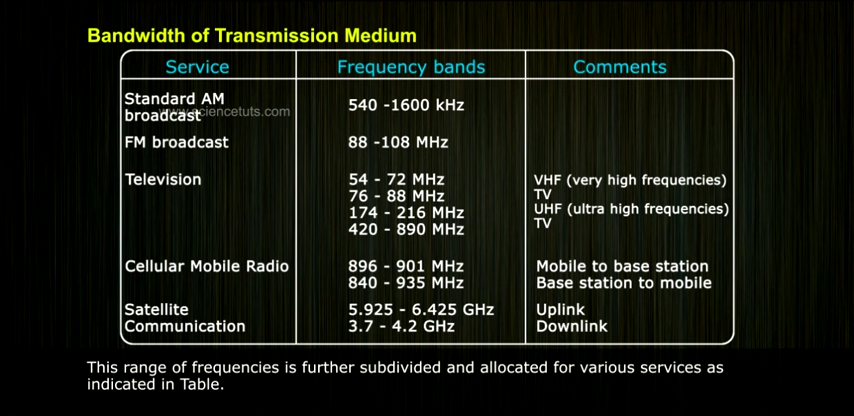 Bandwidth of Transmission Medium
Service Frequency bands Comments
Standard AM
broadcast 540 -1600 kHz
www.sciencetuts.com
FM broadcast 88 -108 MHz
Television 54 - 72 MHz VHF (very high frequencies)
76 - 88 MHz TV
174 - 216 MHz UHF (ultra high frequencies)
420 - 890 MHz TV
Cellular Mobile Radio 896 - 901 MHz Mobile to base station
840 - 935 MHz Base station to mobile
Satellite 5.925 - 6.425 GHz Uplink
Communication 3.7 - 4.2 GHz Downlink
This range of frequencies is further subdivided and allocated for various services as
indicated in Table.